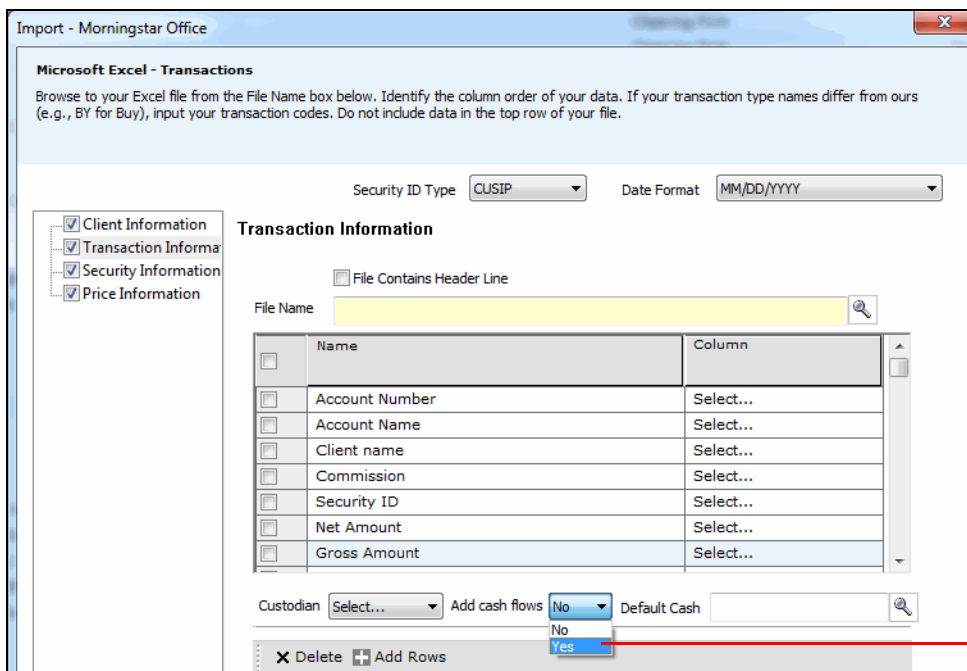 Import - Morningstar Office
Microsoft Excel - Transactions
Browse to your Excel file from the File Name box below. Identify the column order of your data. If your transaction type names differ from ours
(e.g., BY for Buy), input your transaction codes. Do not include data in the top row of your file.
Security ID Type CUSIP Date Format MM/DD/YYYY
Client Information
Transaction Informa
Security Information
Price Information
Transaction Information
File Contains Header Line
File Name
Name Column
Account Number Select...
Account Name Select...
Client name Select...
Commission Select...
Security ID Select...
Net Amount Select...
Gross Amount Select...
Custodian Select... Add cash flows No Default Cash
No
Yes
Delete Add Rows